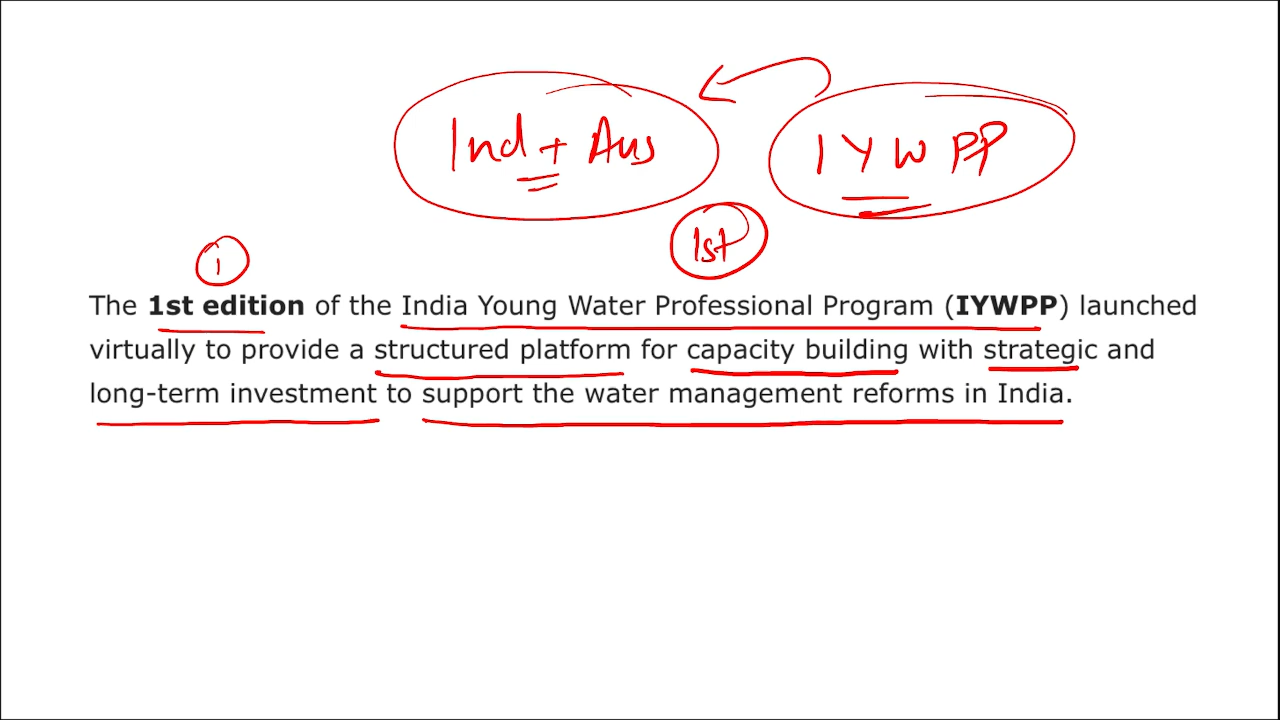 Ind + Aus
IYWPP
1st
1
The 1st edition of the India Young Water Professional Program (IYWPP) launched
virtually to provide a structured platform for capacity building with strategic and
long-term investment to support the water management reforms in India.